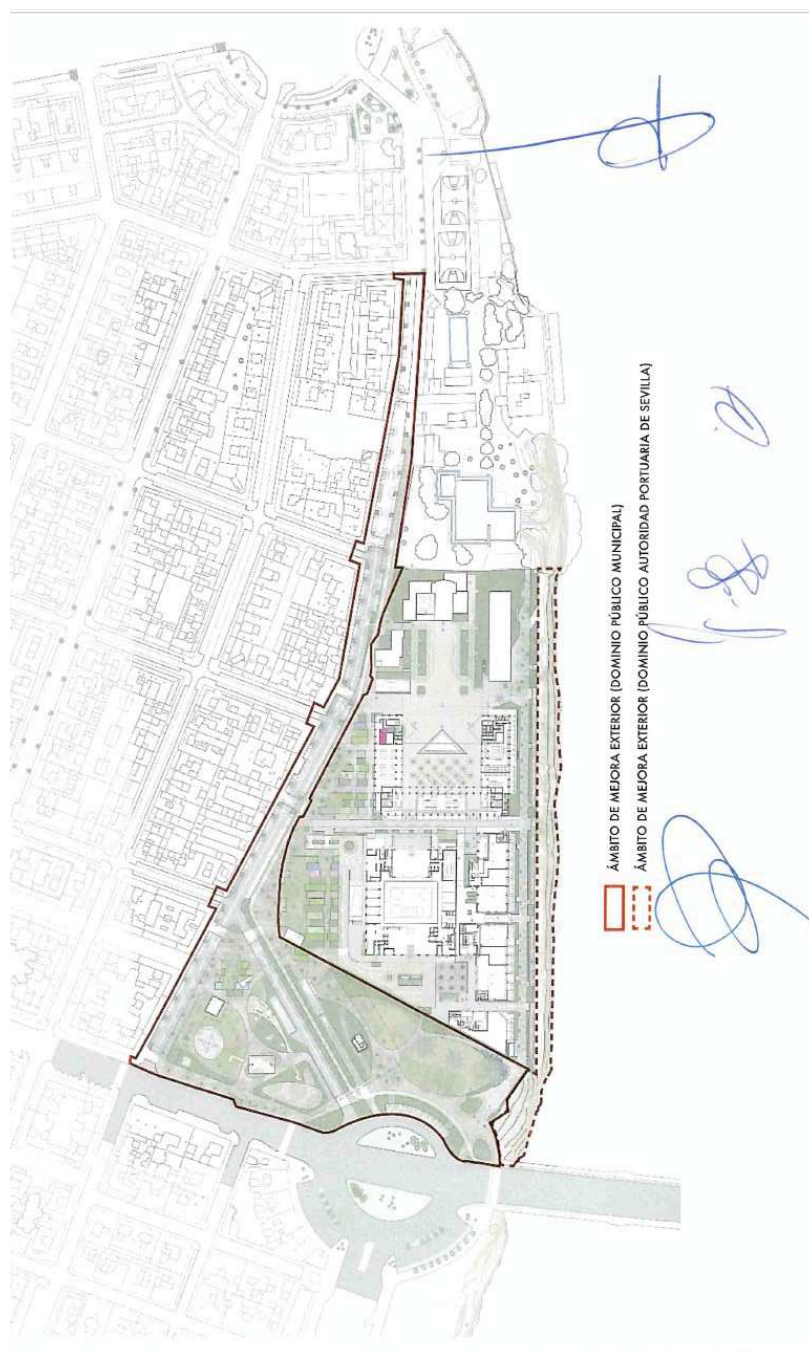 ÁMBITO DE MEJORA EXTERIOR (DOMINIO PÚBLICO MUNICIPAL)
ÁMBITO DE MEJORA EXTERIOR (DOMINIO PÚBLICO AUTORIDAD PORTUARIA DE SEVILLA)